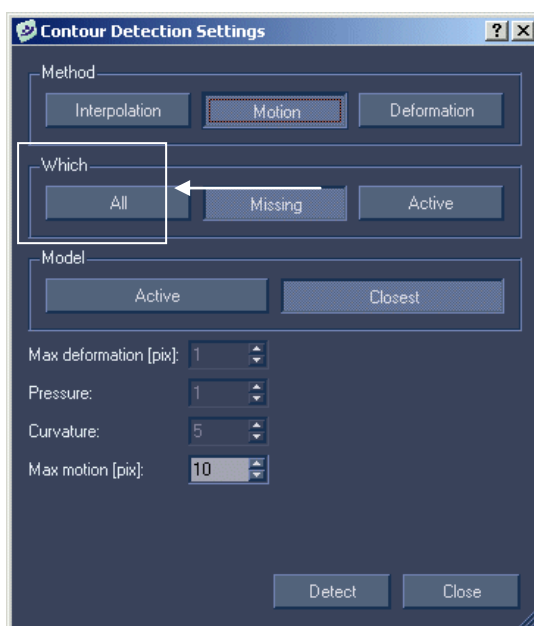 Contour Detection Settings
Method
Interpolation Motion Deformation
Which
All Missing Active
Model
Active Closest
Max deformation [pix]: 1
Pressure: 1
Curvature: 5
Max motion [pix]: 10
Detect Close